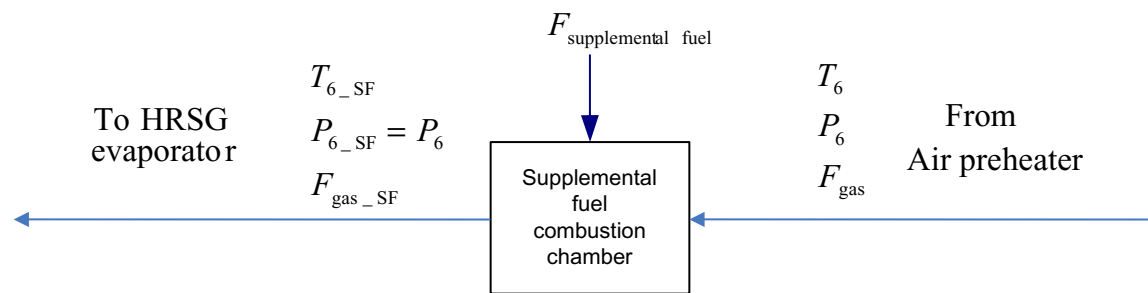 F_supplemental fuel
T_6_SF
P_6_SF = P_6
F_gas_SF
To HRSG
evaporator
Supplemental
fuel
combustion
chamber
T_6
P_6
F_gas
From
Air preheater